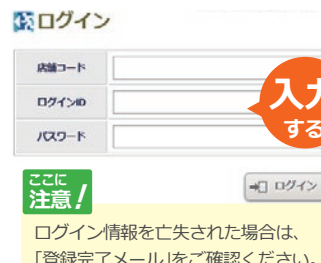 ログイン
店舗コード
ログインID
パスワード
入力
する
ログイン
ここに
注意!
ログイン情報を亡失された場合は、
「登録完了メール」をご確認ください。